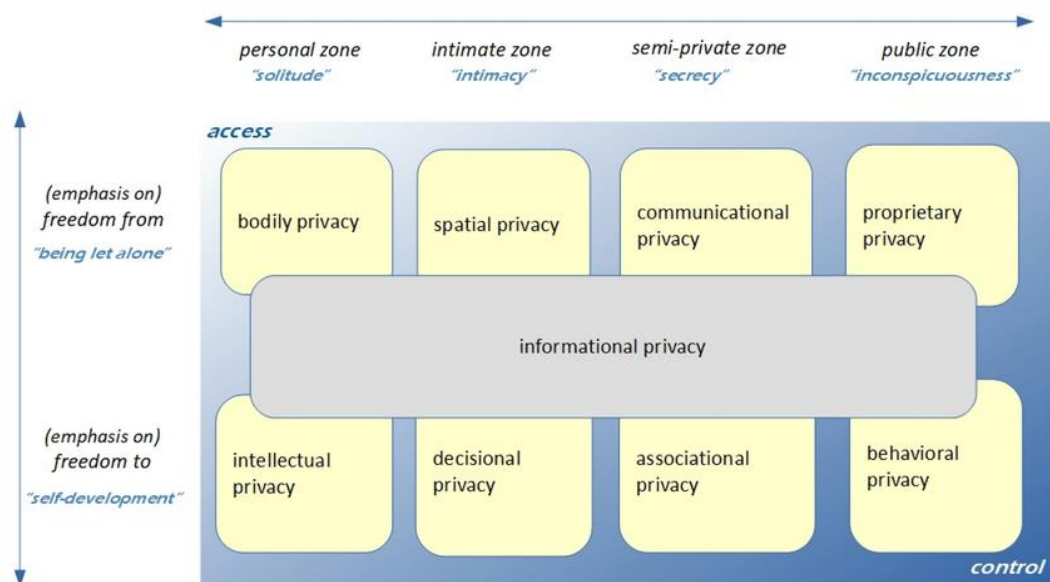 personal zone
"solitude"
intimate zone
"intimacy"
semi-private zone
"secrecy"
public zone
"inconspicuousness"
access
(emphasis on)
freedom from
"being let alone"
bodily privacy
spatial privacy
communicational
privacy
proprietary
privacy
informational privacy
(emphasis on)
freedom to
"self-development"
intellectual
privacy
decisional
privacy
associational
privacy
behavioral
privacy
control